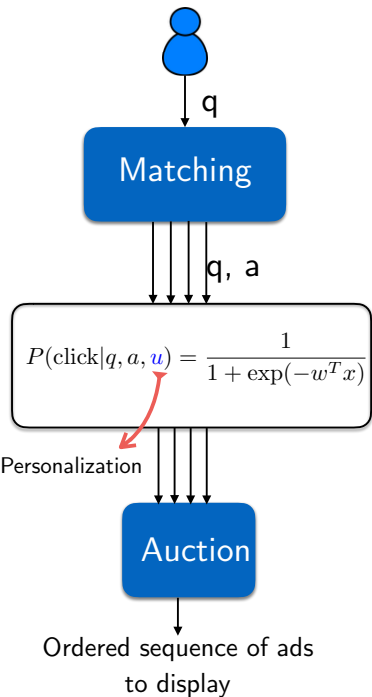 q
Matching
q, a
P(click|q, a, u) = 1 / (1 + exp(−w^T x))
Personalization
Auction
Ordered sequence of ads
to display